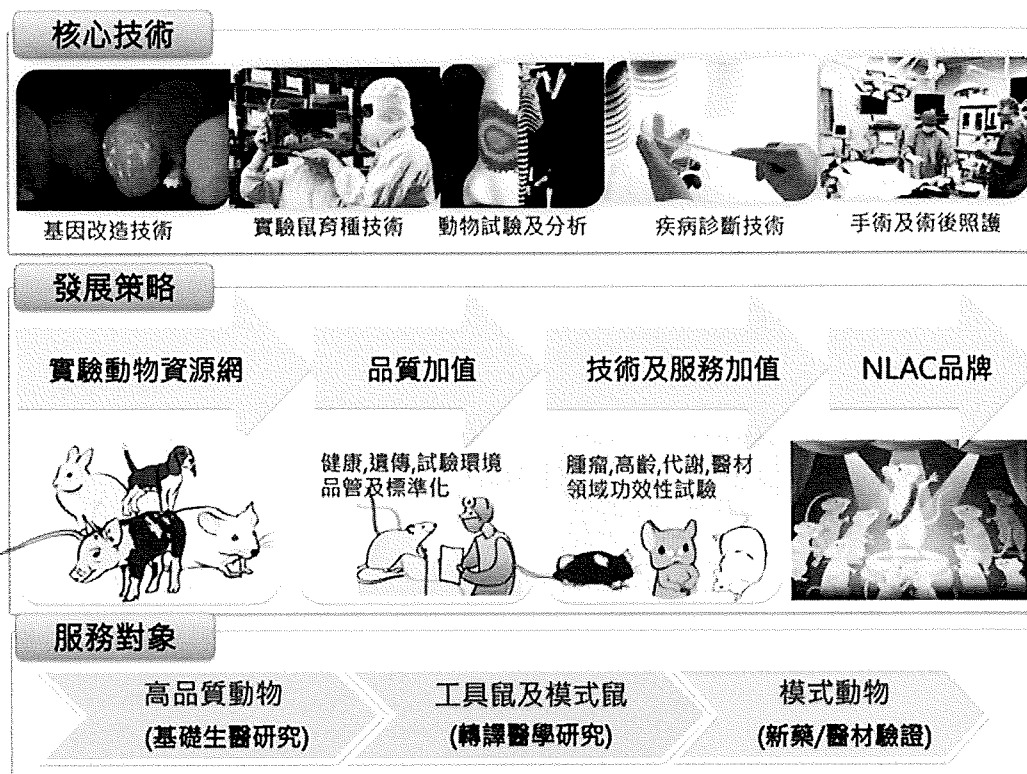 核心技術
基因改造技術
實驗鼠育種技術
動物試驗及分析
疾病診斷技術
手術及術後照護
發展策略
實驗動物資源網
品質加值
技術及服務加值
NLAC品牌
健康,遺傳,試驗環境
品管及標準化
腫瘤,高齡,代謝,醫材
領域功效性試驗
服務對象
高品質動物
(基礎生醫研究)
工具鼠及模式鼠
(轉譯醫學研究)
模式動物
(新藥/醫材驗證)